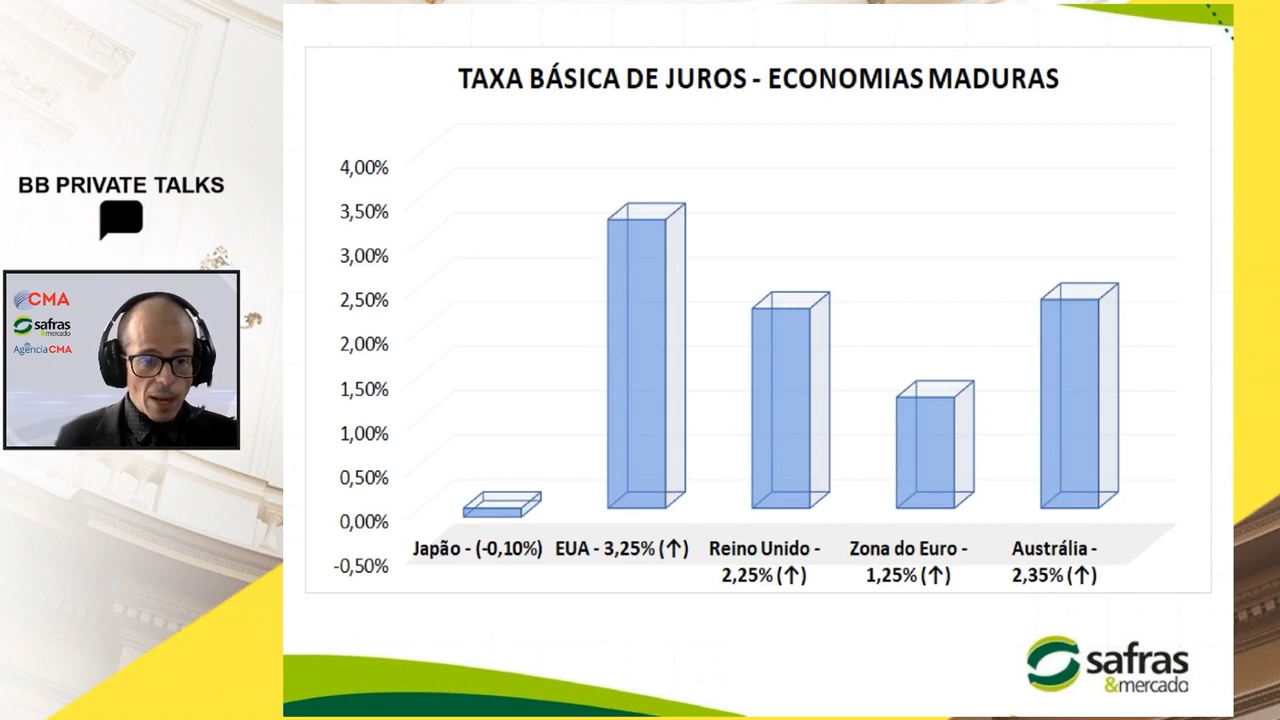 BB PRIVATE TALKS
CMA
safras
&mercado
Agência CMA
TAXA BÁSICA DE JUROS - ECONOMIAS MADURAS
4,00%
3,50%
3,00%
2,50%
2,00%
1,50%
1,00%
0,50%
0,00%
-0,50%
Japão - (-0,10%)
EUA - 3,25% (↑)
Reino Unido -
2,25% (↑)
Zona do Euro -
1,25% (↑)
Austrália -
2,35% (↑)
safras
&mercado